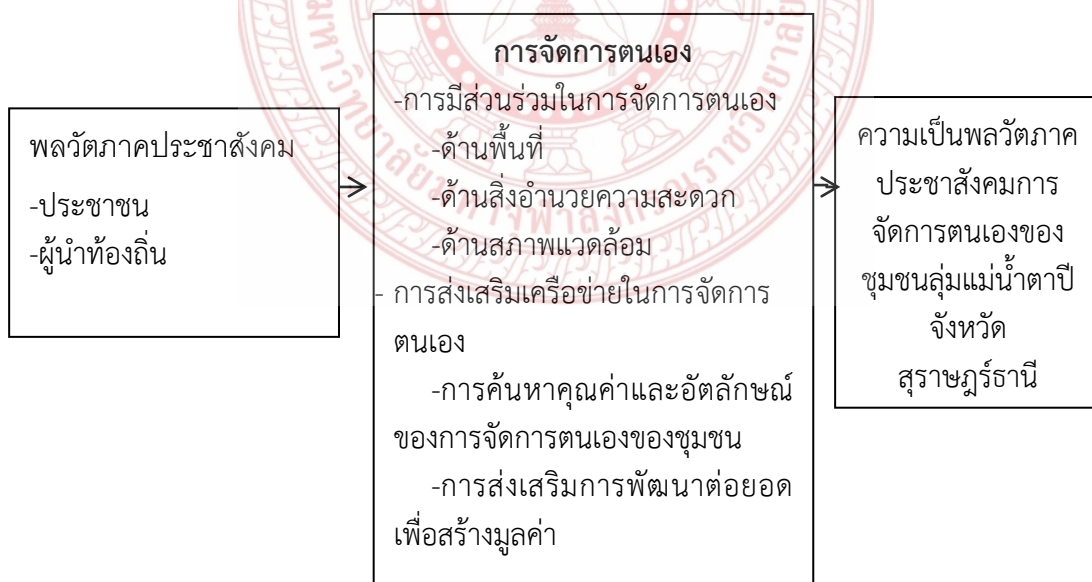 พลวัตภาคประชาสังคม
-ประชาชน
-ผู้นำท้องถิ่น
การจัดการตนเอง
-การมีส่วนร่วมในการจัดการตนเอง
-ด้านพื้นที่
-ด้านสิ่งอำนวยความสะดวก
-ด้านสภาพแวดล้อม
- การส่งเสริมเครือข่ายในการจัดการ
ตนเอง
-การค้นหาคุณค่าและอัตลักษณ์
ของการจัดการตนเองของชุมชน
-การส่งเสริมการพัฒนาต่อยอด
เพื่อสร้างมูลค่า
ความเป็นพลวัตภาค
ประชาสังคมการ
จัดการตนเองของ
ชุมชนลุ่มแม่น้ำตาปี
จังหวัด
สุราษฎร์ธานี